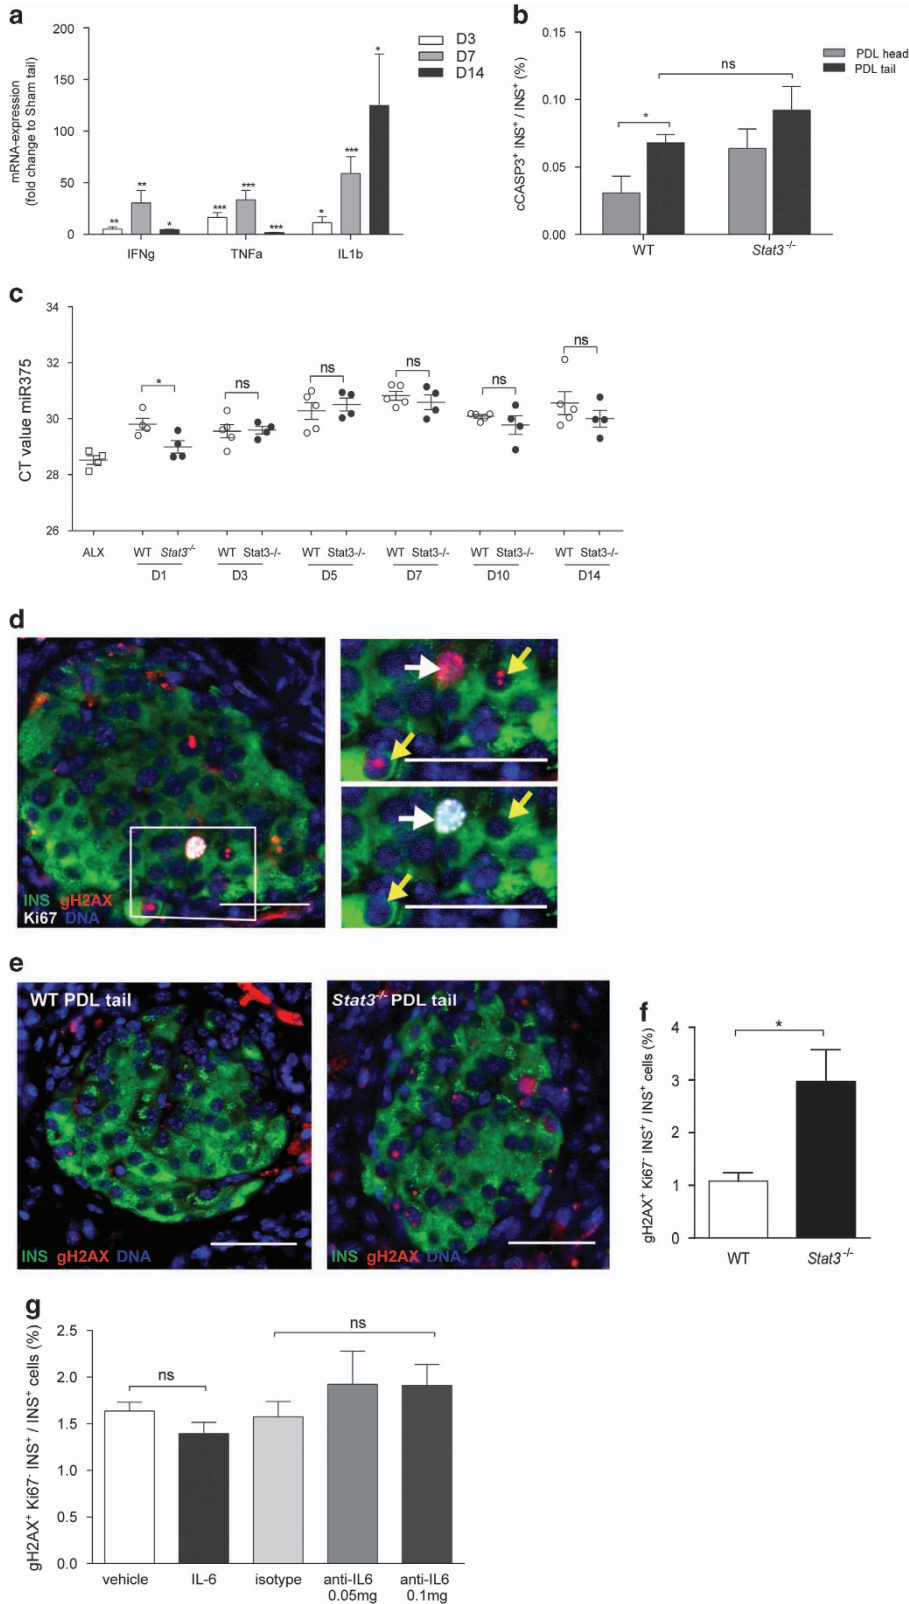 a
mRNA-expression
(fold change to Sham tail)
200
150
100
50
0
** ** *
*** *** ***
* *** *
IFNg TNFa IL1b
D3
D7
D14
b
cCASP3+ INS+ / INS+ (%)
0.15
0.10
0.05
0.00
*
ns
WT Stat3-/-
PDL head
PDL tail
c
CT value miR375
34
32
30
28
26
* ns ns ns ns ns
ALX WT Stat3-/- WT Stat3-/- WT Stat3-/- WT Stat3-/- WT Stat3-/- WT Stat3-/-
D1 D3 D5 D7 D10 D14
d
INS gH2AX
Ki67 DNA
e
WT PDL tail
INS gH2AX DNA
Stat3-/- PDL tail
INS gH2AX DNA
f
gH2AX+ Ki67- INS+ / INS+ cells (%)
4
3
2
1
0
*
WT Stat3-/-
g
gH2AX+ Ki67- INS+ / INS+ cells (%)
2.5
2.0
1.5
1.0
0.5
0.0
ns
ns
vehicle IL-6 isotype anti-IL6 anti-IL6
0.05mg 0.1mg